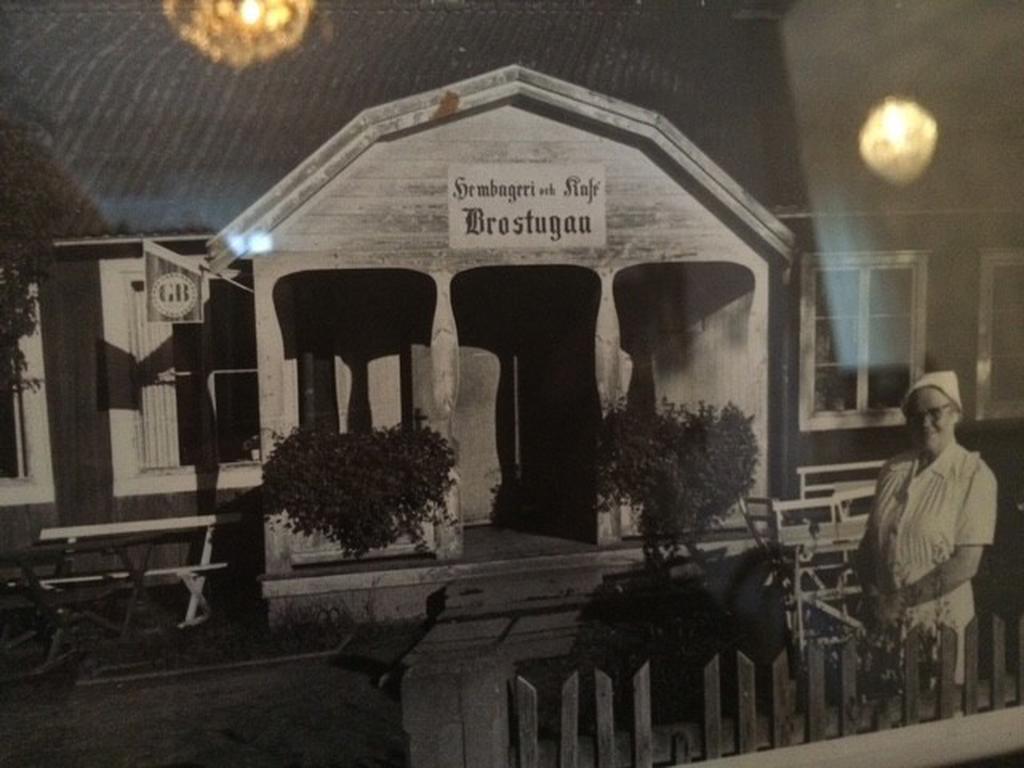 Hembageri och Kafé
Brostugan
GB